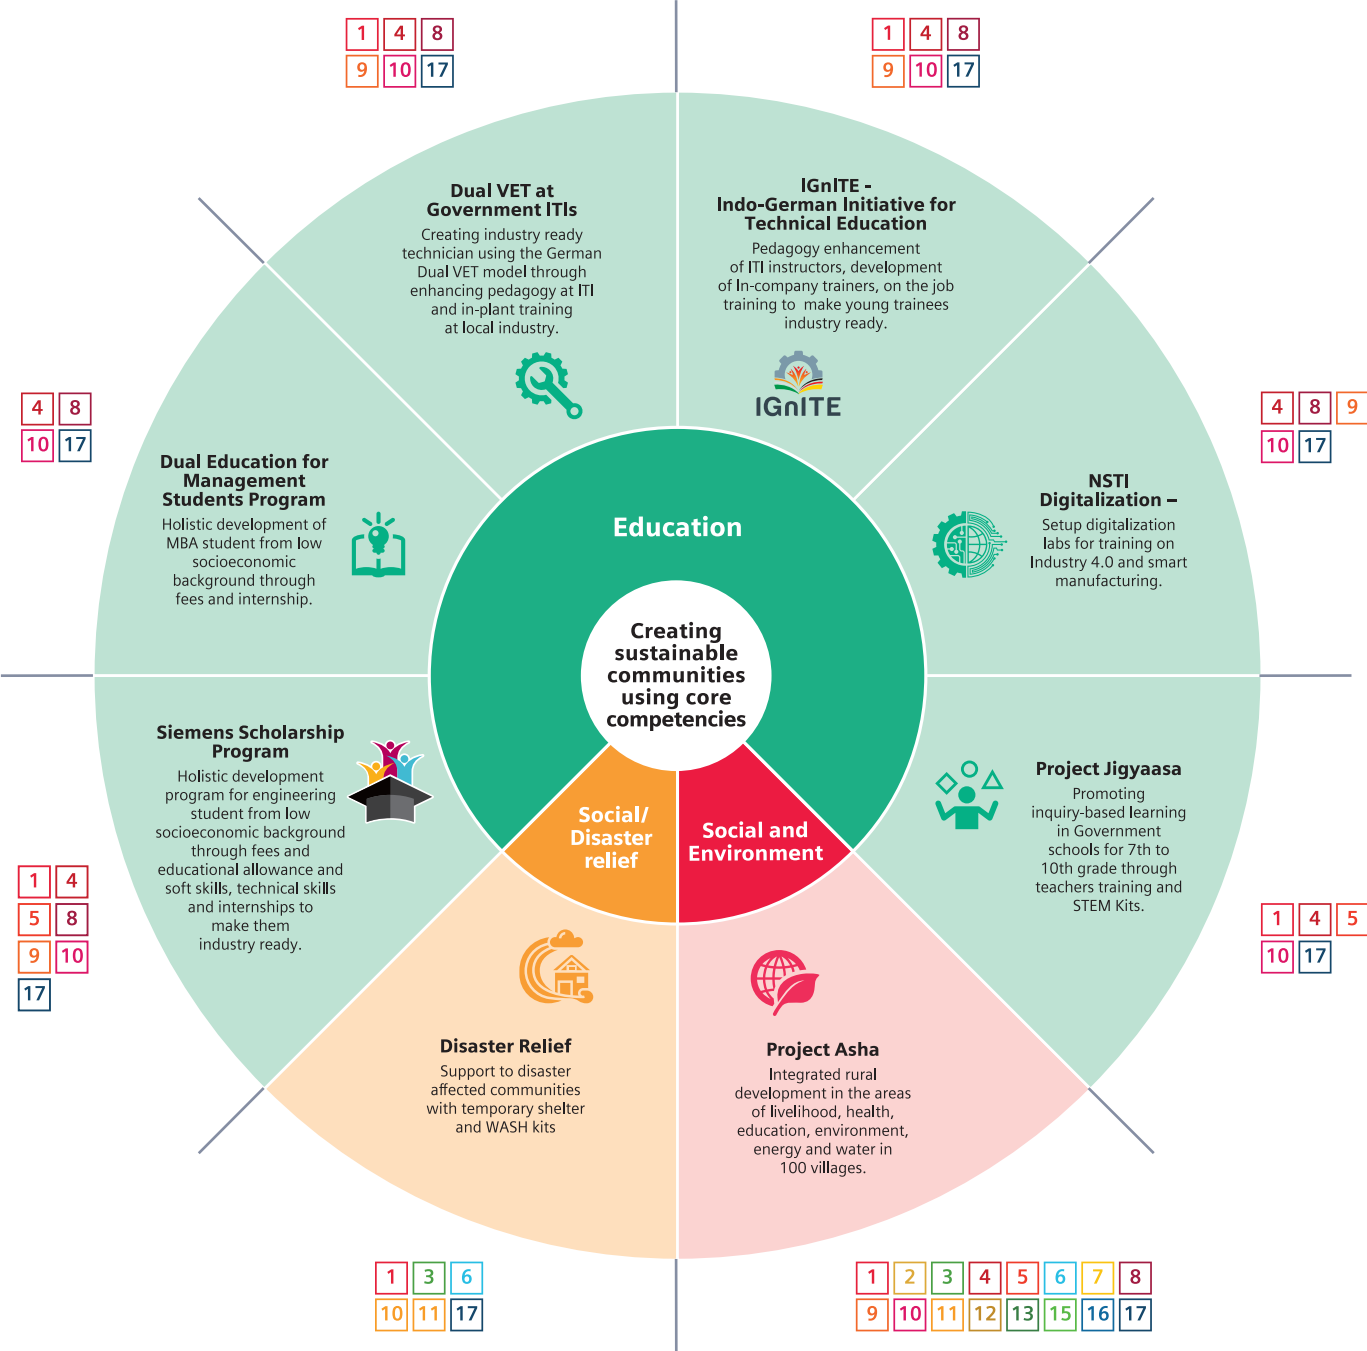 1 4 8
9 10 17
1 4 8
9 10 17
Dual VET at
Government ITIs
Creating industry ready
technician using the German
Dual VET model through
enhancing pedagogy at ITI
and in-plant training
at local industry.
IGnITE -
Indo-German Initiative for
Technical Education
Pedagogy enhancement
of ITI instructors, development
of In-company trainers, on the job
training to make young trainees
industry ready.
IGnITE
4 8
10 17
Dual Education for
Management
Students Program
Holistic development of
MBA student from low
socioeconomic
background through
fees and internship.
4 8 9
10 17
NSTI
Digitalization –
Setup digitalization
labs for training on
Industry 4.0 and smart
manufacturing.
Education
Creating
sustainable
communities
using core
competencies
Social/
Disaster
relief
Social and
Environment
Siemens Scholarship
Program
Holistic development
program for engineering
student from low
socioeconomic background
through fees and
educational allowance and
soft skills, technical skills
and internships to
make them
industry ready.
1 4
5 8
9 10
17
Project Jigyaasa
Promoting
inquiry-based learning
in Government
schools for 7th to
10th grade through
teachers training and
STEM Kits.
1 4 5
10 17
Disaster Relief
Support to disaster
affected communities
with temporary shelter
and WASH kits
1 3 6
10 11 17
Project Asha
Integrated rural
development in the areas
of livelihood, health,
education, environment,
energy and water in
100 villages.
1 2 3 4 5 6 7 8
9 10 11 12 13 15 16 17